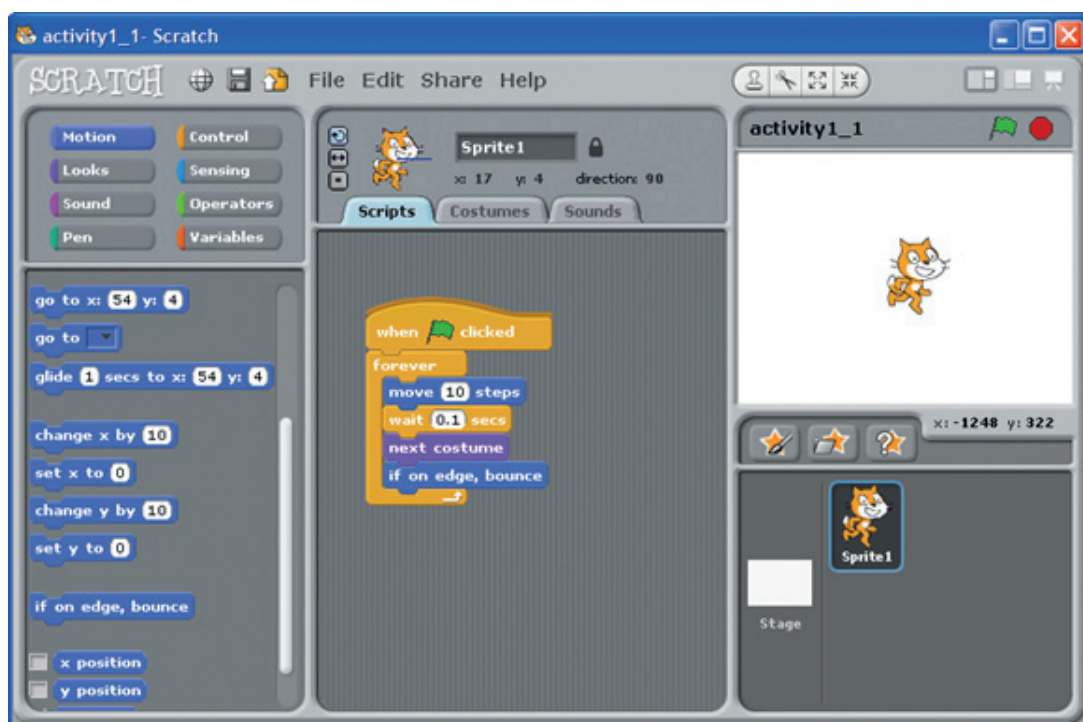 activity1_1- Scratch
SCRATCH File Edit Share Help
Motion Control
Looks Sensing
Sound Operators
Pen Variables
Sprite1
x: 17 y: 4 direction: 90
Scripts Costumes Sounds
activity1_1
go to x: 54 y: 4
go to
glide 1 secs to x: 54 y: 4
change x by 10
set x to 0
change y by 10
set y to 0
if on edge, bounce
x position
y position
when clicked
forever
move 10 steps
wait 0.1 secs
next costume
if on edge, bounce
x: -1248 y: 322
Sprite1
Stage